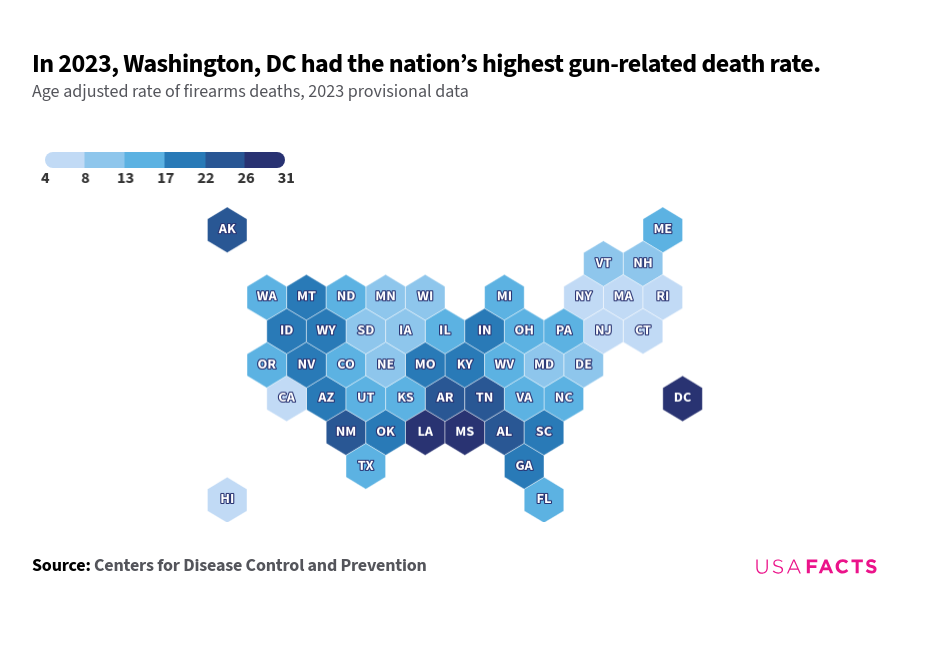 In 2023, Washington, DC had the nation’s highest gun-related death rate.
Age adjusted rate of firearms deaths, 2023 provisional data
4 8 13 17 22 26 31
AK ME
VT NH
WA MT ND MN WI MI NY MA RI
ID WY SD IA IL IN OH PA NJ CT
OR NV CO NE MO KY WV MD DE
CA AZ UT KS AR TN VA NC DC
NM OK LA MS AL SC
TX GA
HI FL
Source: Centers for Disease Control and Prevention
USAFACTS